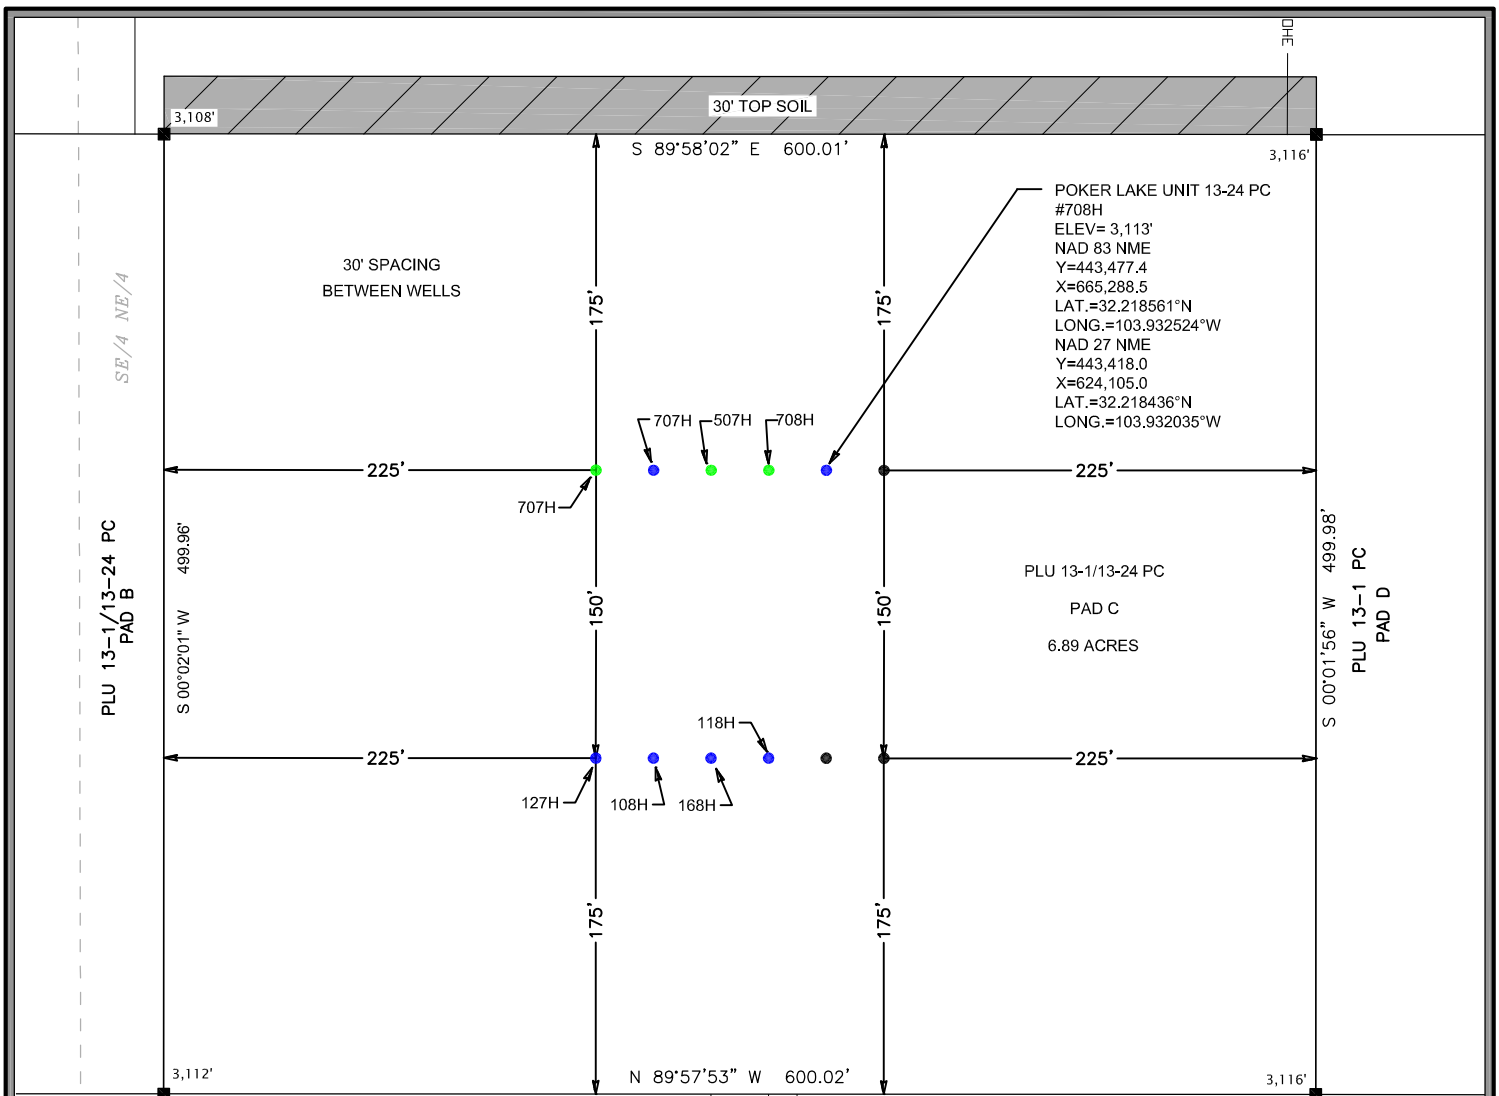 OHE
3,108'
30' TOP SOIL
S 89°58'02" E 600.01'
3,116'
POKER LAKE UNIT 13-24 PC
#708H
ELEV= 3,113'
NAD 83 NME
Y=443,477.4
X=665,288.5
LAT.=32.218561°N
LONG.=103.932524°W
NAD 27 NME
Y=443,418.0
X=624,105.0
LAT.=32.218436°N
LONG.=103.932035°W
30' SPACING
BETWEEN WELLS
175'
175'
SE/4 NE/4
707H
507H
708H
225'
225'
707H
PLU 13-1/13-24 PC
PAD B
S 00°02'01" W 499.96'
150'
150'
PLU 13-1/13-24 PC
PAD C
6.89 ACRES
S 00°01'56" W 499.98'
PLU 13-1 PC
PAD D
118H
225'
225'
127H
108H
168H
175'
175'
3,112'
N 89°57'53" W 600.02'
3,116'